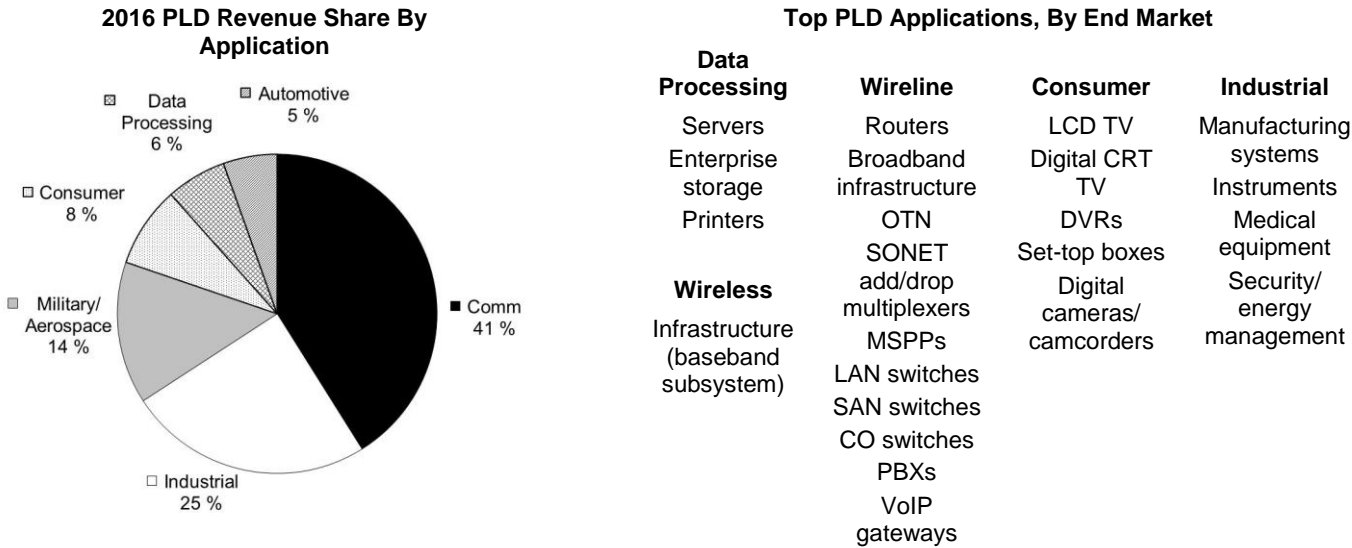 2016 PLD Revenue Share By
Application
Automotive
5 %
Data
Processing
6 %
Consumer
8 %
Military/
Aerospace
14 %
Comm
41 %
Industrial
25 %
Top PLD Applications, By End Market
Data
Processing
Servers
Enterprise
storage
Printers
Wireless
Infrastructure
(baseband
subsystem)
Wireline
Routers
Broadband
infrastructure
OTN
SONET
add/drop
multiplexers
MSPPs
LAN switches
SAN switches
CO switches
PBXs
VoIP
gateways
Consumer
LCD TV
Digital CRT
TV
DVRs
Set-top boxes
Digital
cameras/
camcorders
Industrial
Manufacturing
systems
Instruments
Medical
equipment
Security/
energy
management